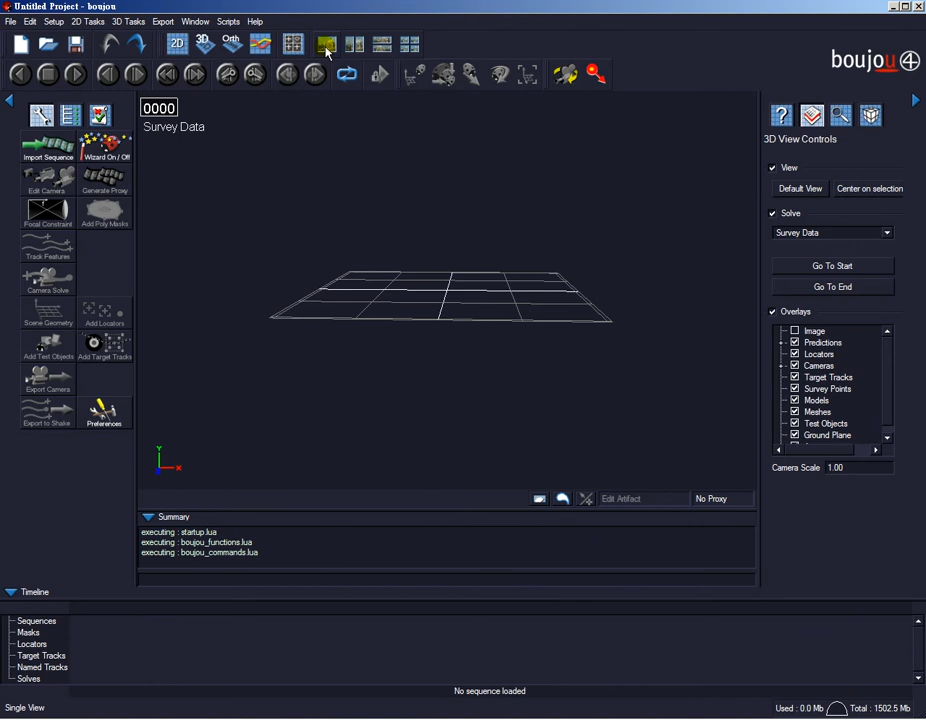 Untitled Project - boujou
File Edit Setup 2D Tasks 3D Tasks Export Window Scripts Help
2D 3D Orth
boujou 4
0000
Survey Data
Import Sequence Wizard On / Off
Edit Camera Generate Proxy
Focal Constraint Add Poly Masks
Track Features
Camera Solve
Scene Geometry Add Locators
Add Test Objects Add Target Tracks
Export Camera
Export to Shake Preferences
Y
X
3D View Controls
View
Default View Center on selection
Solve
Survey Data
Go To Start
Go To End
Overlays
Image
Predictions
Locators
Cameras
Target Tracks
Survey Points
Models
Meshes
Test Objects
Ground Plane
Camera Scale 1.00
Edit Artifact No Proxy
Summary
executing : startup.lua
executing : boujou_functions.lua
executing : boujou_commands.lua
Timeline
Sequences
Masks
Locators
Target Tracks
Named Tracks
Solves
No sequence loaded
Single View Used : 0.0 Mb Total : 1502.5 Mb